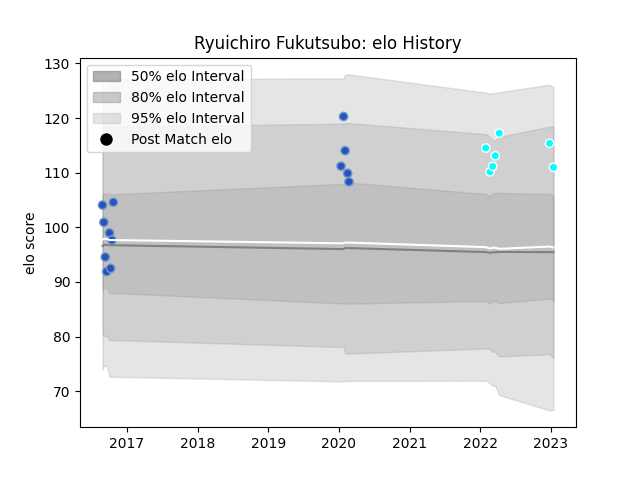 Ryuichiro Fukutsubo: elo History
50% elo Interval
80% elo Interval
95% elo Interval
Post Match elo
elo score
130
120
110
100
90
80
70
2017 2018 2019 2020 2021 2022 2023